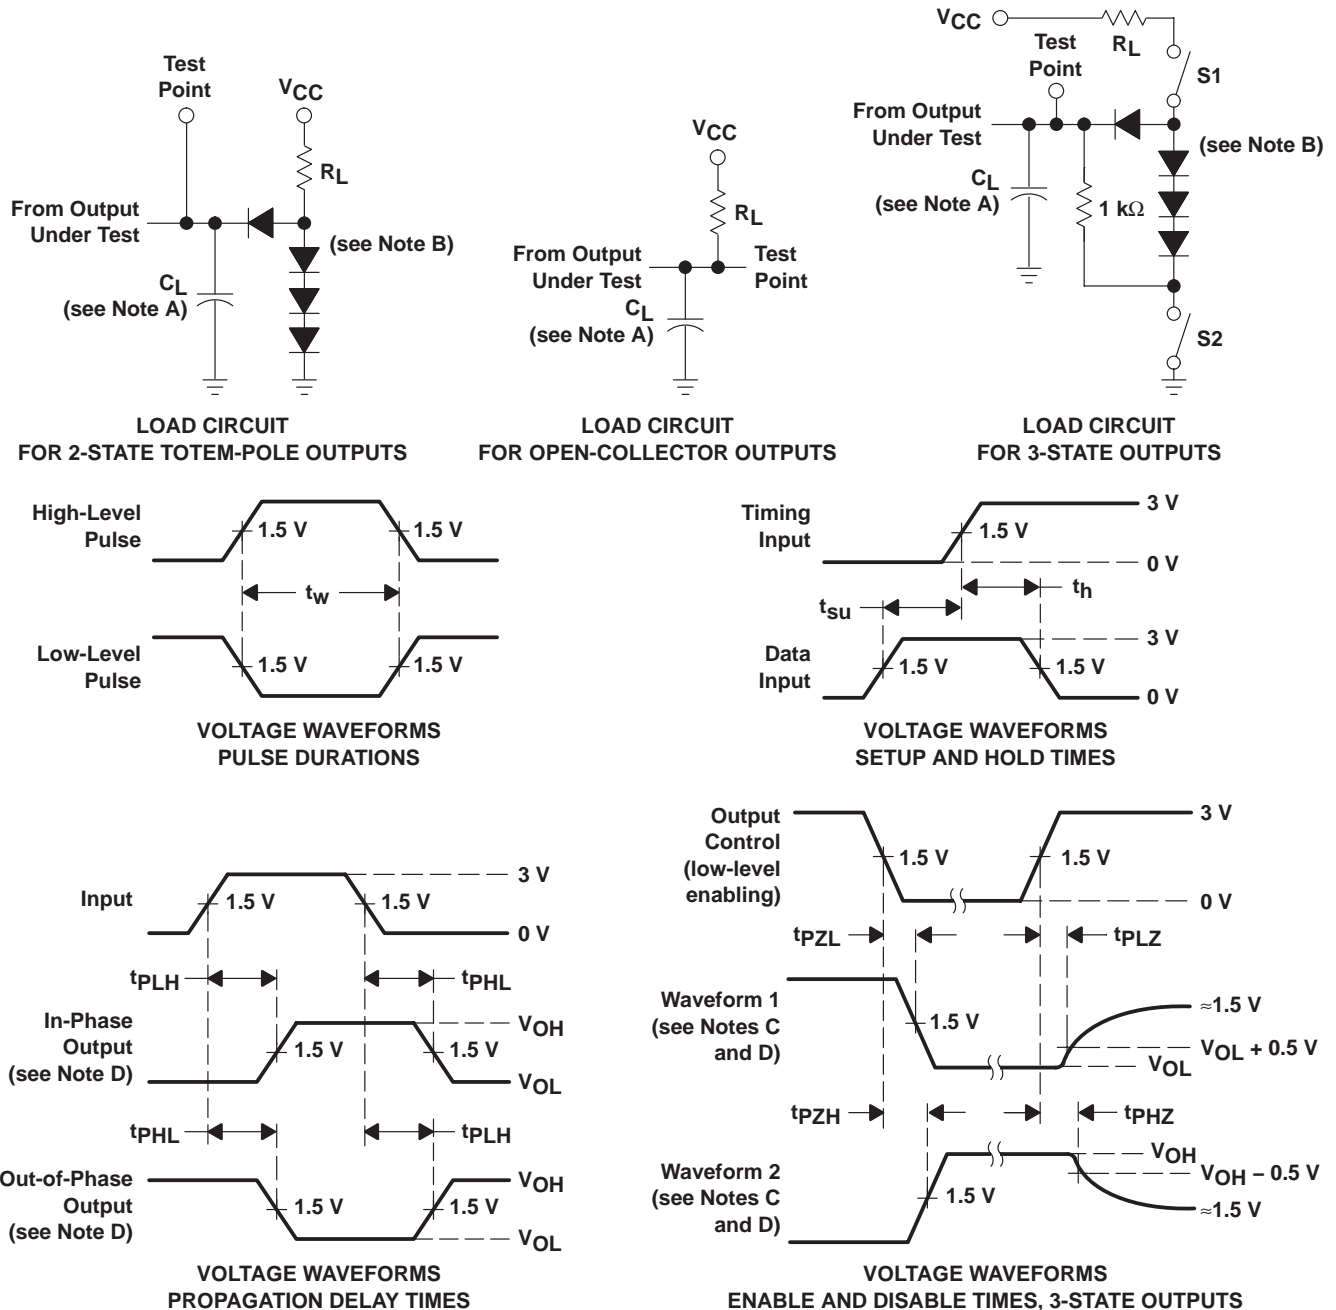 Test
Point
VCC
RL
From Output
Under Test
(see Note B)
CL
(see Note A)
LOAD CIRCUIT
FOR 2-STATE TOTEM-POLE OUTPUTS
VCC
RL
From Output
Under Test
Test
Point
CL
(see Note A)
LOAD CIRCUIT
FOR OPEN-COLLECTOR OUTPUTS
VCC
RL
Test
Point
S1
From Output
Under Test
(see Note B)
CL
(see Note A)
1 kΩ
S2
LOAD CIRCUIT
FOR 3-STATE OUTPUTS
High-Level
Pulse
1.5 V
1.5 V
tw
Low-Level
Pulse
1.5 V
1.5 V
VOLTAGE WAVEFORMS
PULSE DURATIONS
Timing
Input
3 V
1.5 V
0 V
th
tsu
Data
Input
3 V
1.5 V
1.5 V
0 V
VOLTAGE WAVEFORMS
SETUP AND HOLD TIMES
Input
3 V
1.5 V
1.5 V
0 V
tPLH
tPHL
In-Phase
Output
(see Note D)
VOH
1.5 V
1.5 V
VOL
tPHL
tPLH
Out-of-Phase
Output
(see Note D)
VOH
1.5 V
1.5 V
VOL
VOLTAGE WAVEFORMS
PROPAGATION DELAY TIMES
Output
Control
(low-level
enabling)
3 V
1.5 V
1.5 V
0 V
tPZL
tPLZ
Waveform 1
(see Notes C
and D)
1.5 V
≈1.5 V
VOL + 0.5 V
VOL
tPZH
tPHZ
Waveform 2
(see Notes C
and D)
1.5 V
VOH
VOH – 0.5 V
≈1.5 V
VOLTAGE WAVEFORMS
ENABLE AND DISABLE TIMES, 3-STATE OUTPUTS